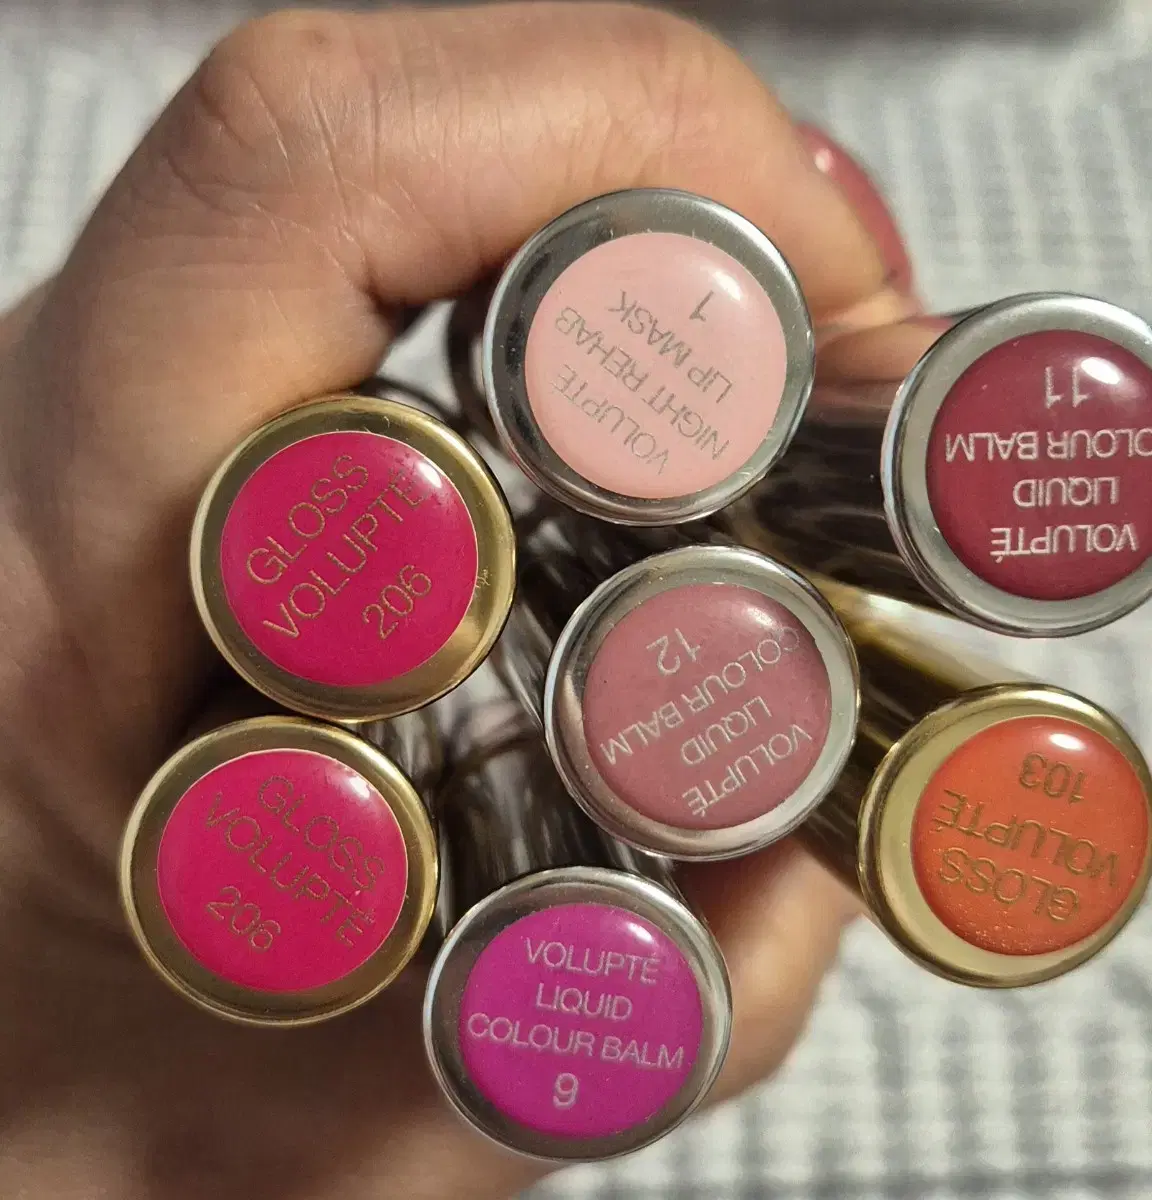 VOLUPTÉ
NIGHT REHAB
LIP MASK
1
VOLUPTÉ
LIQUID
COLOUR BALM
11
GLOSS
VOLUPTÉ
206
VOLUPTÉ
LIQUID
COLOUR BALM
12
GLOSS
VOLUPTÉ
103
GLOSS
VOLUPTÉ
206
VOLUPTÉ
LIQUID
COLOUR BALM
9